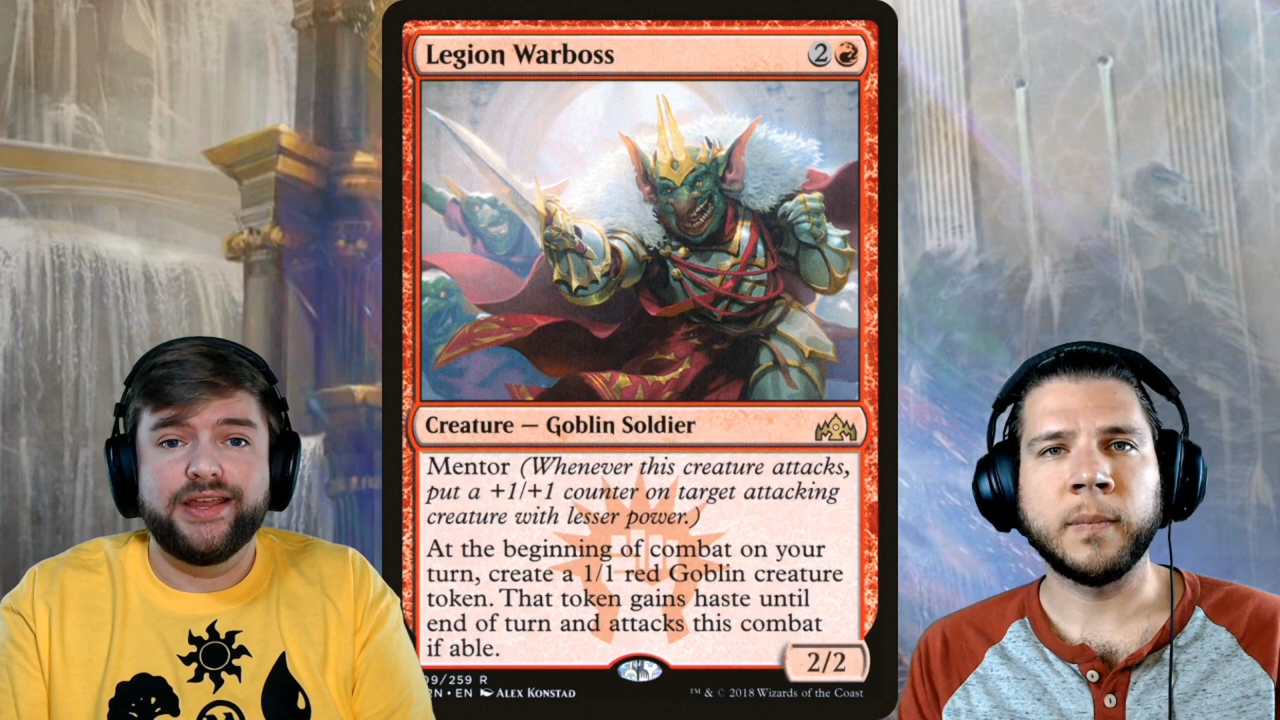 Legion Warboss 2
Creature — Goblin Soldier
Mentor (Whenever this creature attacks,
put a +1/+1 counter on target attacking
creature with lesser power.)
At the beginning of combat on your
turn, create a 1/1 red Goblin creature
token. That token gains haste until
end of turn and attacks this combat
if able.
2/2
09/259 R
RN • EN ALEX KONSTAD
™ & © 2018 Wizards of the Coast